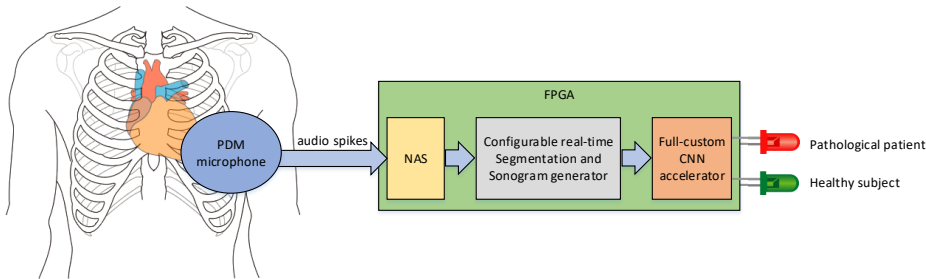 PDM
microphone
audio spikes
FPGA
NAS
Configurable real-time
Segmentation and
Sonogram generator
Full-custom
CNN
accelerator
Pathological patient
Healthy subject